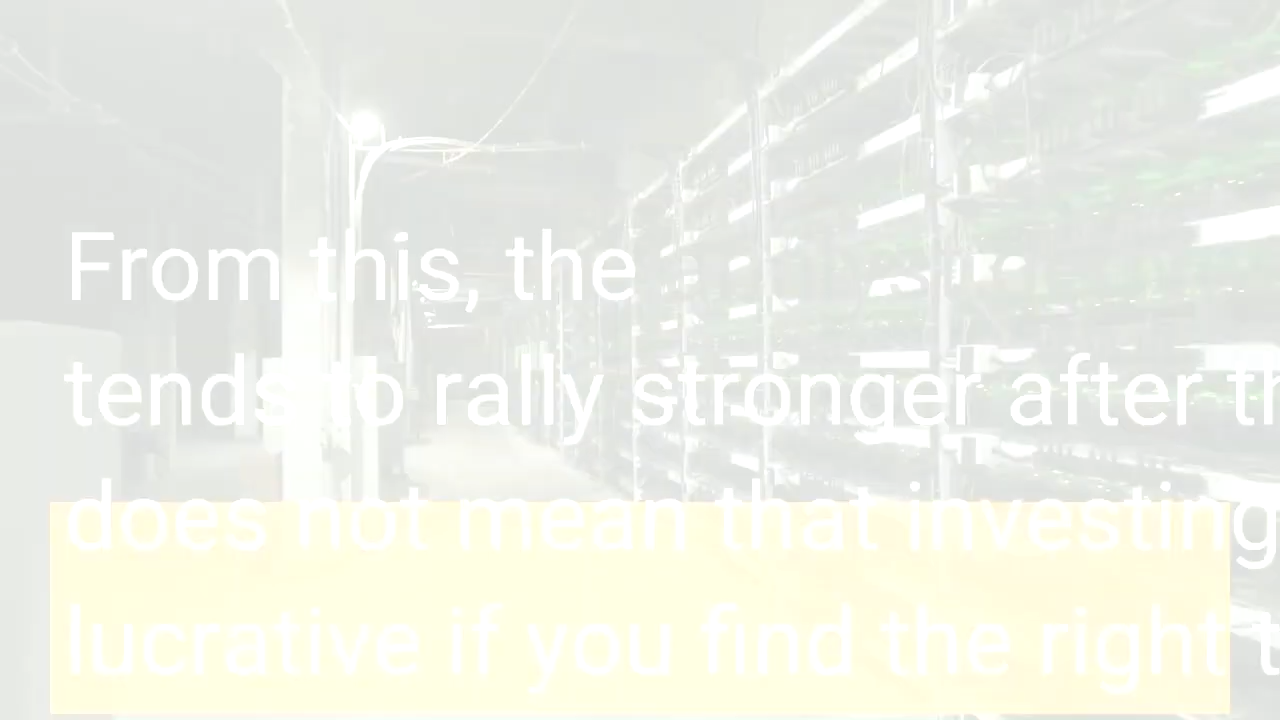 From this, the
tends to rally stronger after
does not mean that investing
lucrative if you find the right